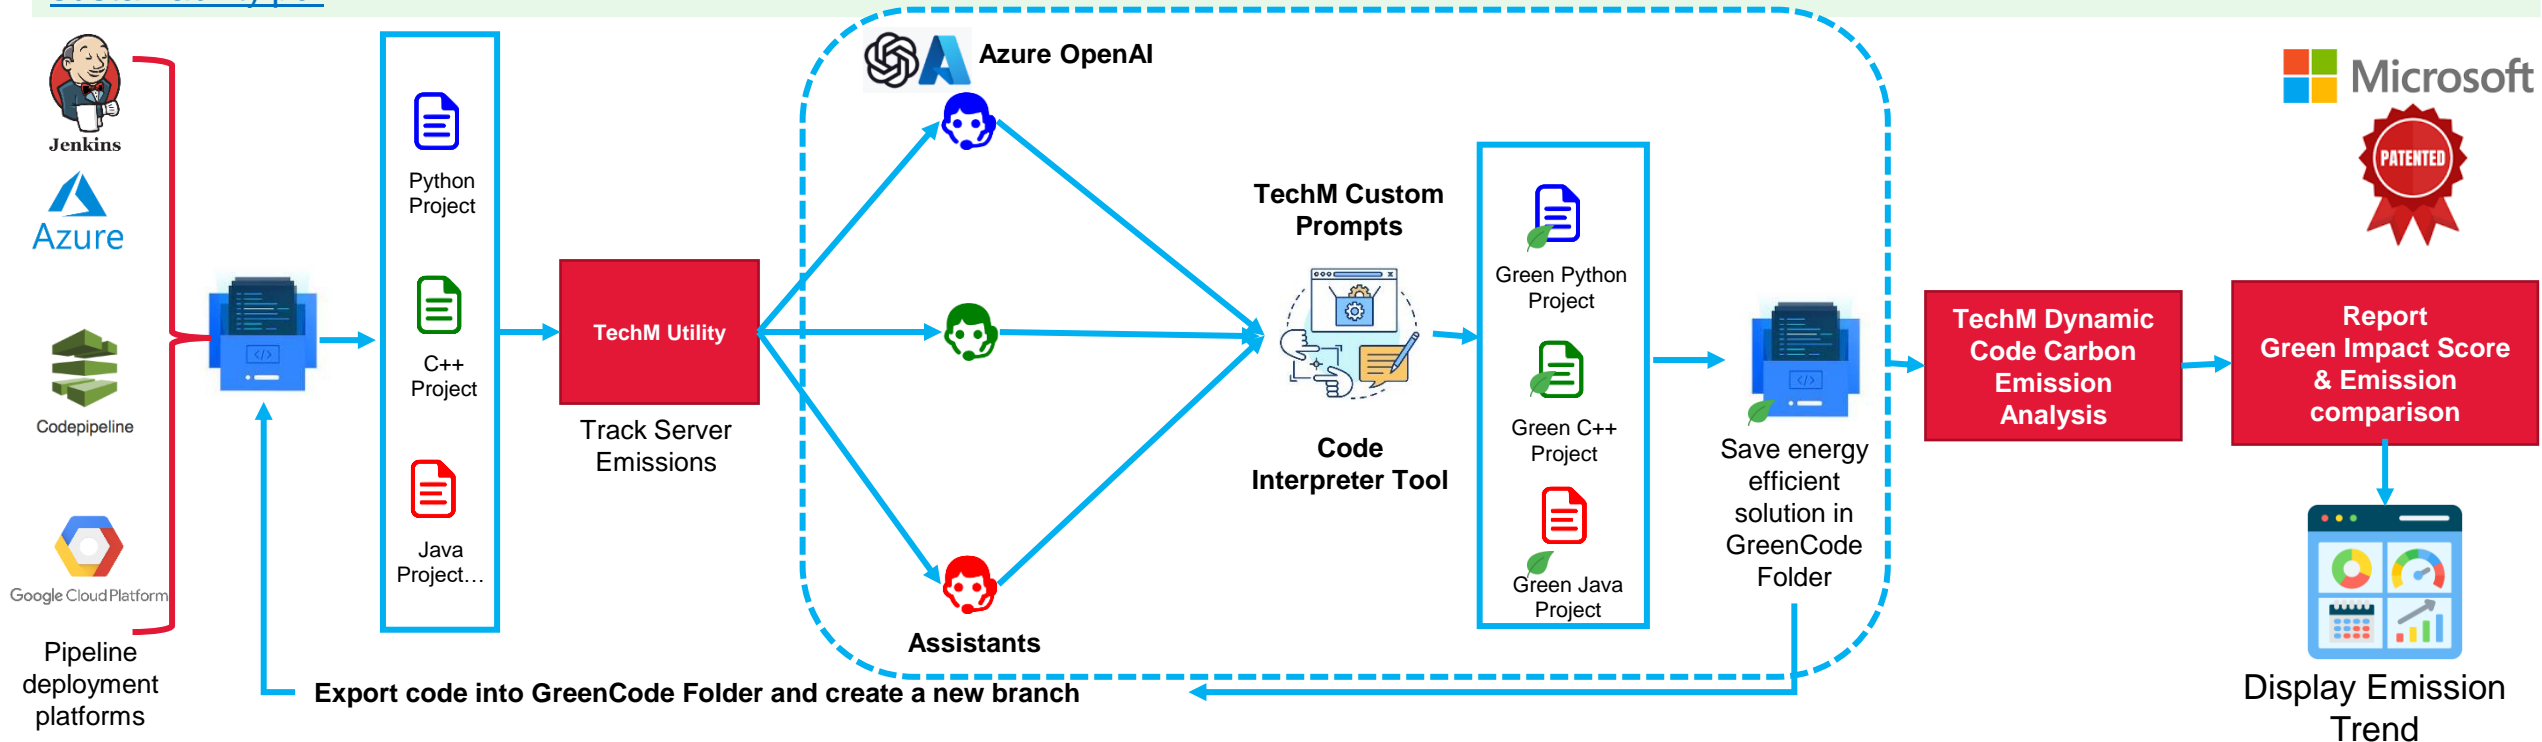 Jenkins
Azure
Codepipeline
Google Cloud Platform
Pipeline
deployment
platforms
Python
Project
C++
Project
Java
Project…
TechM Utility
Track Server
Emissions
Azure OpenAI
Assistants
TechM Custom
Prompts
Code
Interpreter Tool
Green Python
Project
Green C++
Project
Green Java
Project
Save energy
efficient
solution in
GreenCode
Folder
Export code into GreenCode Folder and create a new branch
TechM Dynamic
Code Carbon
Emission
Analysis
Microsoft
PATENTED
Report
Green Impact Score
& Emission
comparison
Display Emission
Trend